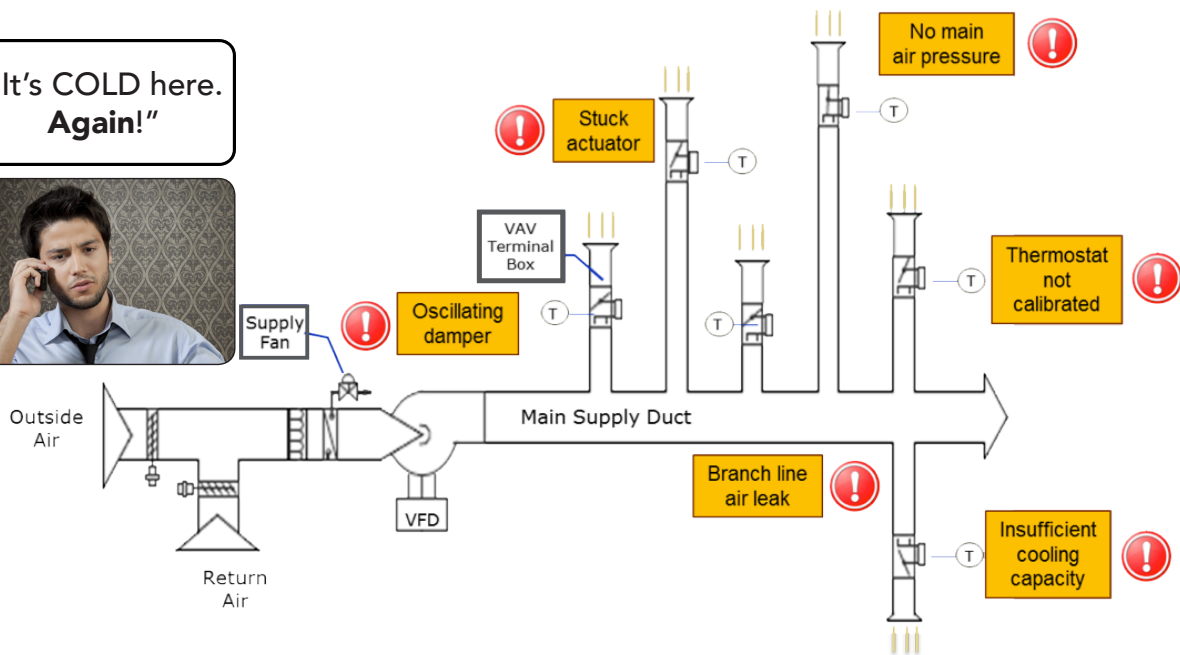 It’s COLD here.
Again!”
No main
air pressure
T
Stuck
actuator
T
VAV
Terminal
Box
T
T
Thermostat
not
calibrated
T
Oscillating
damper
Supply
Fan
Outside
Air
Main Supply Duct
VFD
Return
Air
Branch line
air leak
Insufficient
cooling
capacity
T